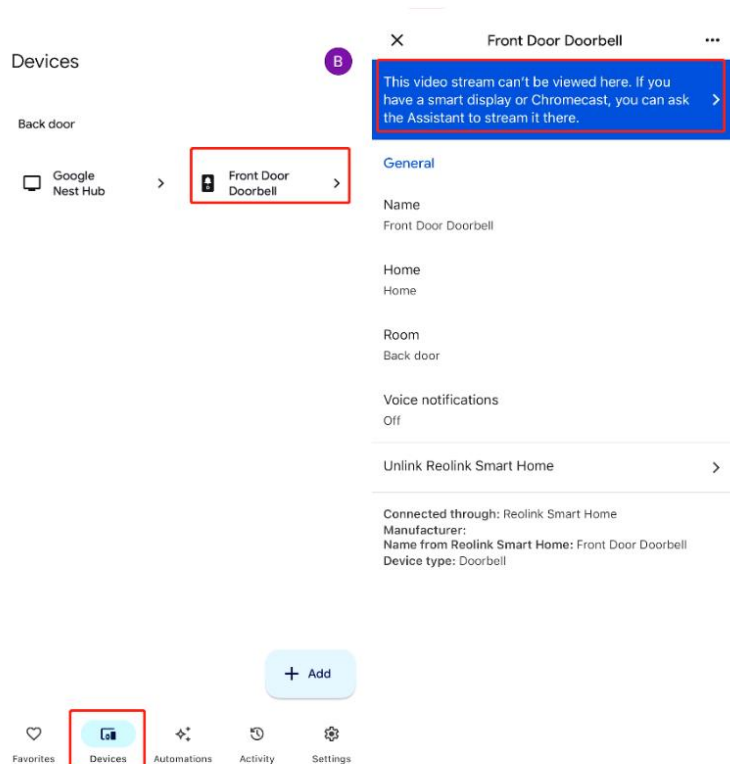 Devices
B
Back door
Google
Nest Hub
Front Door
Doorbell
+ Add
Favorites
Devices
Automations
Activity
Settings
Front Door Doorbell
This video stream can't be viewed here. If you
have a smart display or Chromecast, you can ask
the Assistant to stream it there.
General
Name
Front Door Doorbell
Home
Home
Room
Back door
Voice notifications
Off
Unlink Reolink Smart Home
Connected through: Reolink Smart Home
Manufacturer:
Name from Reolink Smart Home: Front Door Doorbell
Device type: Doorbell